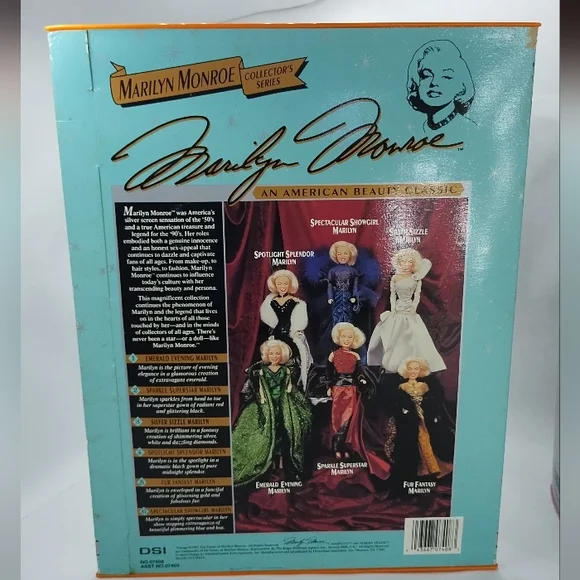 MARILYN MONROE
COLLECTOR'S
SERIES
Marilyn Monroe™
AN AMERICAN BEAUTY CLASSIC
Marilyn Monroe™ was America's
silver screen sensation of the '50's
and a true American treasure and
legend for the '90's. Her roles
embodied both a genuine innocence
and an honest sex-appeal that
continues to dazzle and captivate
fans of all ages. From make-up, to
hair styles, to fashion, Marilyn
Monroe™ continues to influence
today's culture with her
transcending beauty and persona.
This magnificent collection
continues the phenomenon of Marilyn
and the legend that lives
on in the hearts of all those
touched by her—and in the minds
of collectors of all ages. There's
never been a star—or a doll—like
Marilyn Monroe.™
1 EMERALD EVENING MARILYN
Marilyn is the picture of evening
elegance in a glamorous creation
of extravagant emerald.
SPARKLE SUPERSTAR MARILYN
Marilyn sparkles from head to toe
in her superstar gown of radiant red
and glittering black.
SILVER SIZZLE MARILYN
Marilyn is brilliant in a fantasy
creation of shimmering silver,
white and dazzling diamonds.
SPOTLIGHT SPLENDOR MARILYN
Marilyn is in the spotlight in a
dramatic black gown of pure
midnight splendor.
FUR FANTASY MARILYN
Marilyn is enveloped in a fanciful
creation of glistening gold and
fabulous fur.
SPECTACULAR SHOWGIRL MARILYN
Marilyn is simply spectacular in her
show stopping extravaganza of
beautiful glimmering blue and fox.
SPECTACULAR SHOWGIRL
MARILYN
SILVER SIZZLE
MARILYN
SPOTLIGHT SPLENDOR
MARILYN
EMERALD EVENING
MARILYN
SPARKLE SUPERSTAR
MARILYN
FUR FANTASY
MARILYN
DSI
NO.07408